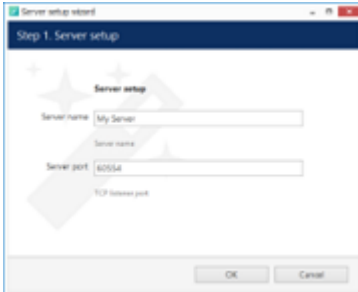 Server setup wizard
Step 1. Server setup
Server setup
Server name My Server
Server name
Server port 60554
TCP listener port
OK Cancel